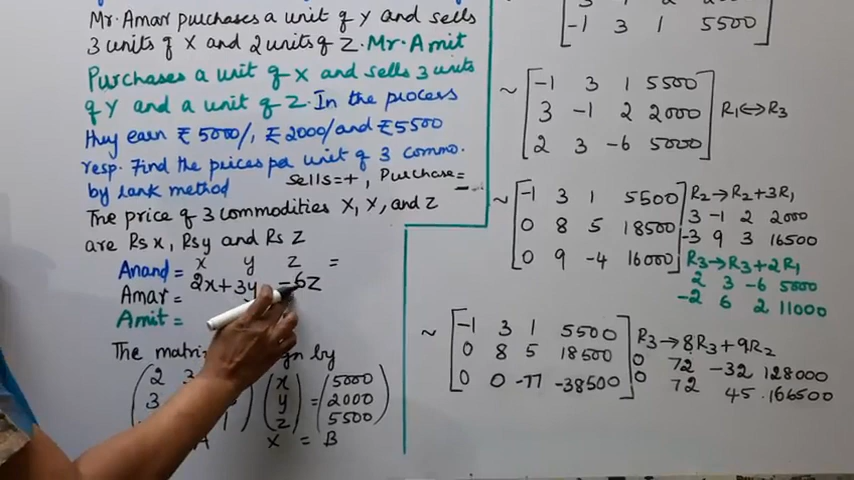 Mr. Amar purchases a unit of Y and sells
3 units of X and 2 units of Z. Mr. Amit
Purchases a unit of X and sells 3 units
of Y and a unit of Z. In the process
they earn ₹ 5000/, ₹ 2000/ and ₹ 5500
resp. Find the prices per unit of 3 commo.
by rank method
Sells=+, Purchase=-
The price of 3 commodities X, Y, and Z
are Rs x, Rs y and Rs Z
x y z =
Anand = 2x+3y -6z
Amar =
Amit =
The matri by
2 3
3
x
y
z
=
5000
2000
5500
A X = B
-1 3 1 5500
~ -1 3 1 5500
3 -1 2 2000 R1↔R3
2 3 -6 5000
~ -1 3 1 5500 R2→R2+3R1
0 8 5 18500 3 -1 2 2000
0 9 -4 16000 -3 9 3 16500
R3→R3+2R1
2 3 -6 5000
-2 6 2 11000
~ -1 3 1 5500 R3→8R3+9R2
0 8 5 18500 0 72 -32 128000
0 0 -77 -38500 0 72 45 166500